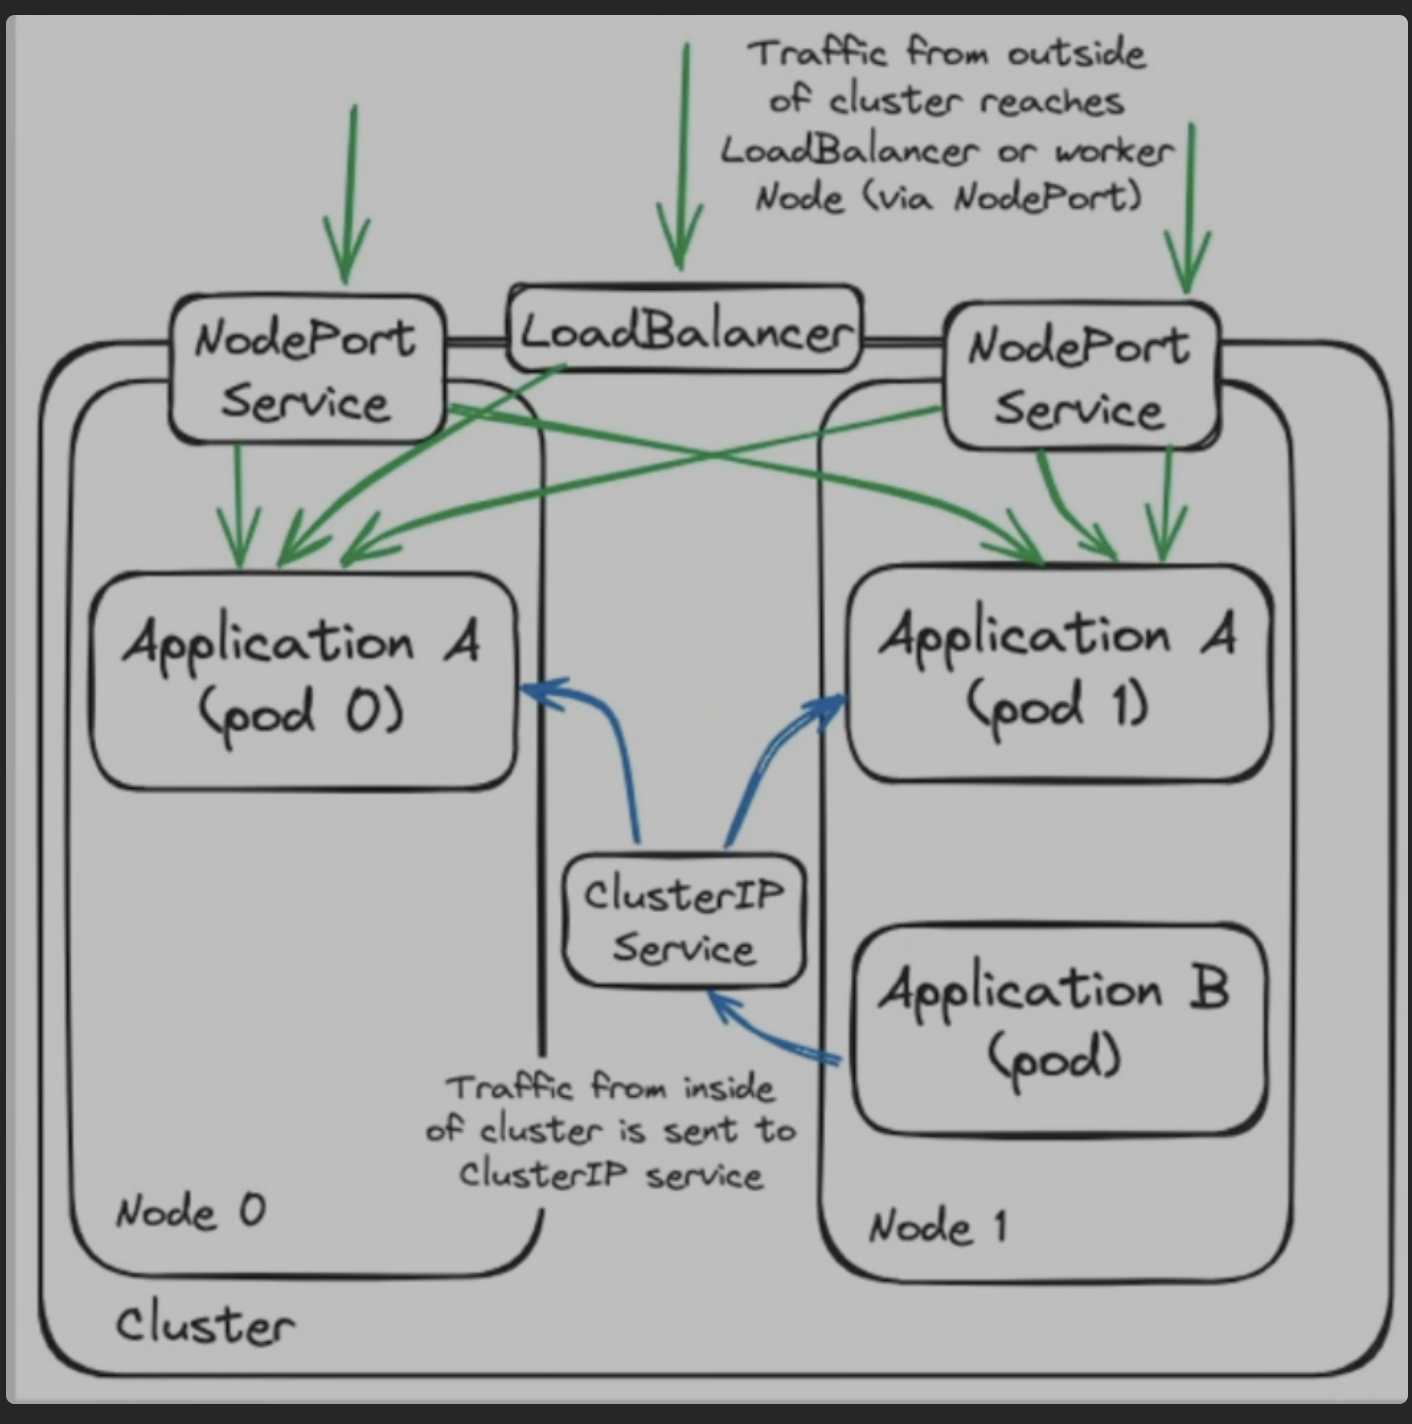 Traffic from outside
of cluster reaches
LoadBalancer or worker
Node (via NodePort)
NodePort
Service
LoadBalancer
NodePort
Service
Application A
(pod 0)
Application A
(pod 1)
ClusterIP
Service
Application B
(pod)
Traffic from inside
of cluster is sent to
ClusterIP service
Node 0
Node 1
Cluster